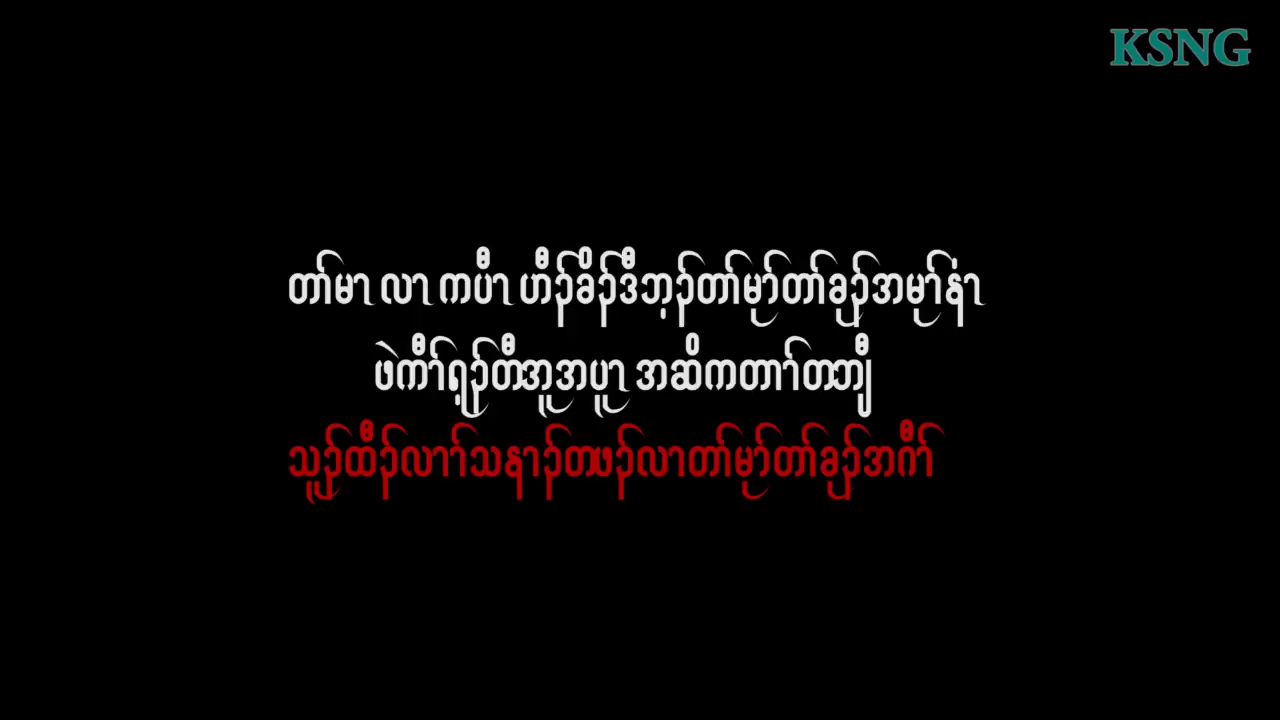 KSNG
တၢ်မၤ လၢ ကပီၤ ဟီၣ်ခိၣ်ဒီဘ့ၣ်တၢ်မုာ်တၢ်ခုၣ်အမုၢ်နံၤ
ဖဲကီၢ်ရ့ၣ်တီအူအပူၤ အဆိကတၢၢ်တဘျီ
သူၣ်ထီၣ်လၢာ်သနၢၣ်တဖၣ်လၢတၢ်မုာ်တၢ်ခုၣ်အဂီၢ်